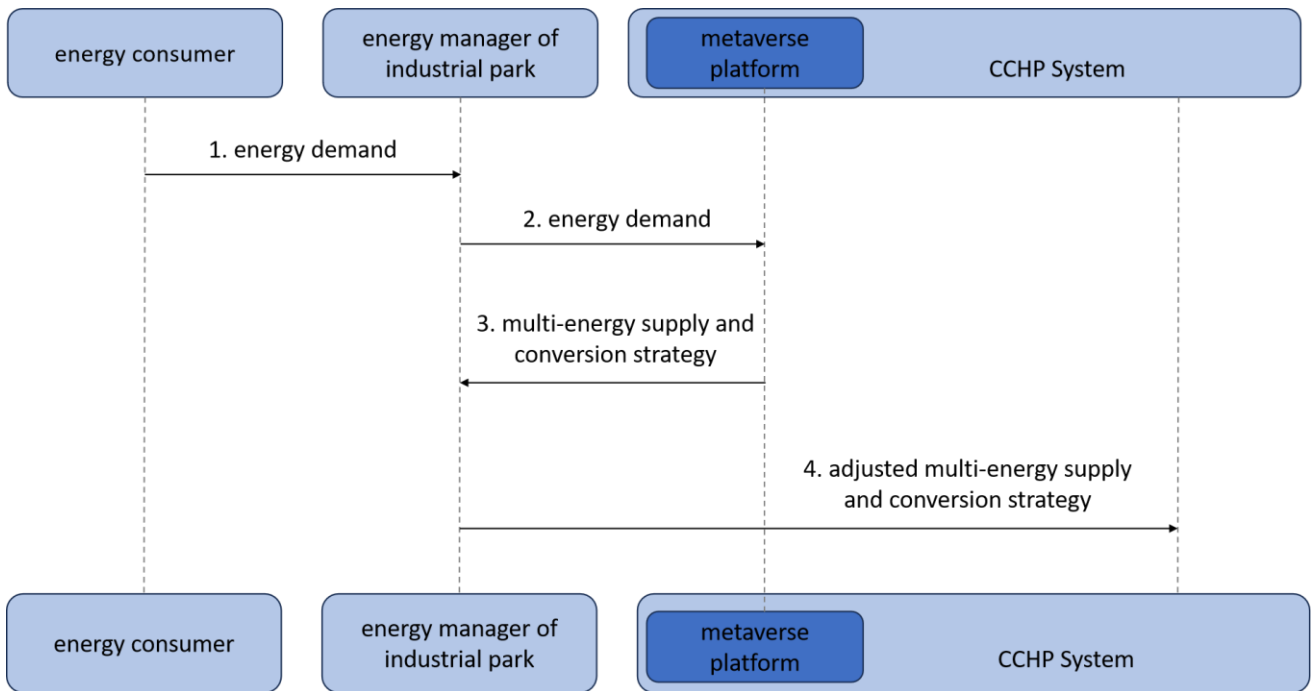 energy consumer
energy manager of
industrial park
metaverse
platform
CCHP System
1. energy demand
2. energy demand
3. multi-energy supply and
conversion strategy
4. adjusted multi-energy supply
and conversion strategy
energy consumer
energy manager of
industrial park
metaverse
platform
CCHP System